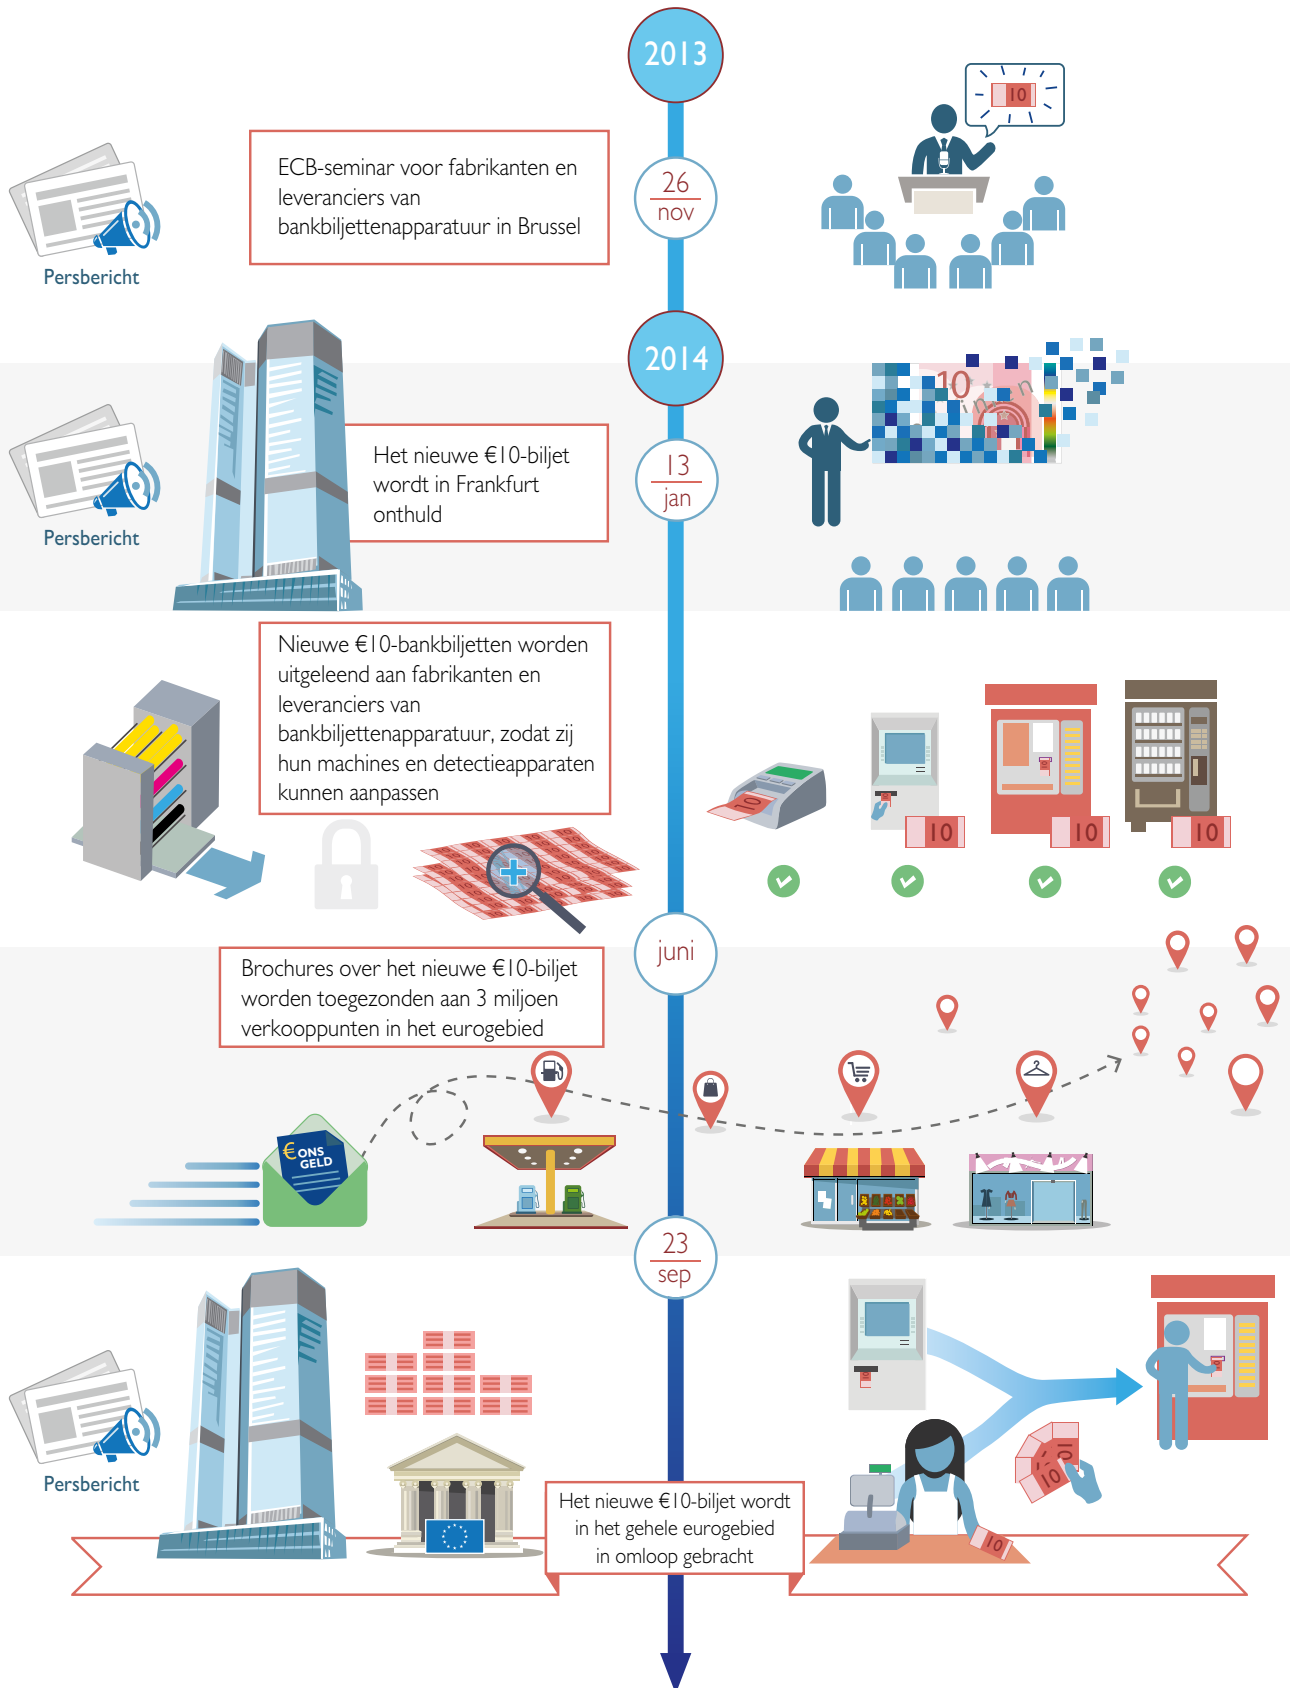 2013
10
ECB-seminar voor fabrikanten en
leveranciers van
bankbiljettenapparatuur in Brussel
26
nov
Persbericht
2014
10
Het nieuwe €10-biljet
wordt in Frankfurt
onthuld
13
jan
Persbericht
Nieuwe €10-bankbiljetten worden
uitgeleend aan fabrikanten en
leveranciers van
bankbiljettenapparatuur, zodat zij
hun machines en detectieapparaten
kunnen aanpassen
10
10
10
10
juni
Brochures over het nieuwe €10-biljet
worden toegezonden aan 3 miljoen
verkooppunten in het eurogebied
€ ONS
GELD
23
sep
Persbericht
10
10
10
Het nieuwe €10-biljet wordt
in het gehele eurogebied
in omloop gebracht